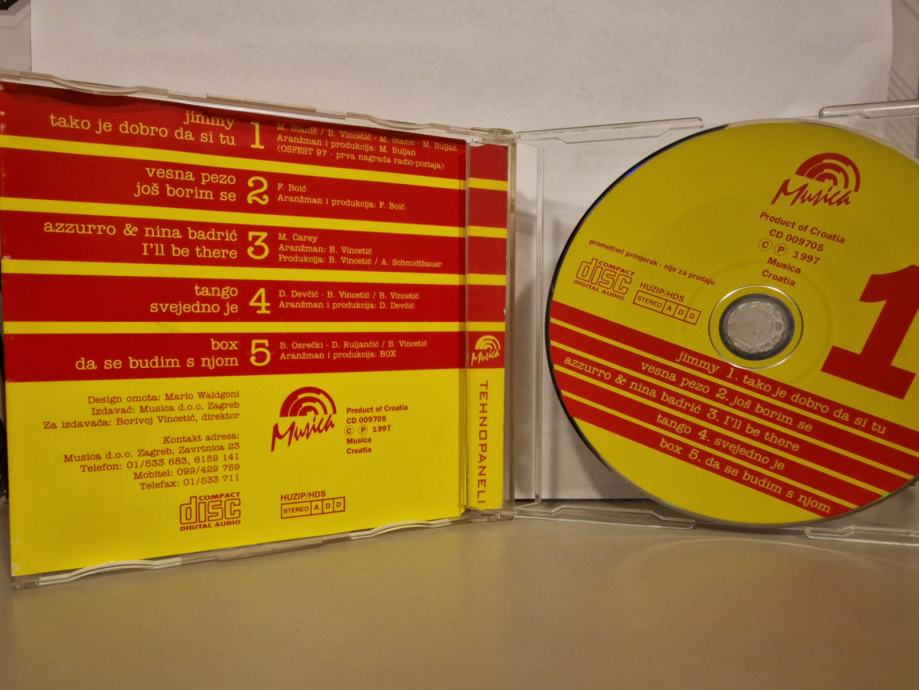 jimmy
tako je dobro da si tu
1
M. Stanić / B. Vincetić - M. Stanić - M. Buljan
Aranžman i produkcija: M. Buljan
(OSFEST 97 - prva nagrada radio-postaja)
vesna pezo
još borim se
2
F. Boić
Aranžman i produkcija: F. Boić
azzurro & nina badrić
I'll be there
3
M. Carey
Aranžman: B. Vincetić
Produkcija: B. Vincetić / A. Schmidtbauer
tango
svejedno je
4
D. Devčić - B. Vincetić / B. Vincetić
Aranžman i produkcija: D. Devčić
box
da se budim s njom
5
B. Osrečki - D. Ruljančić / B. Vincetić
Aranžman i produkcija: BOX
Design omota: Mario Waldgoni
Izdavač: Musica d.o.o. Zagreb
Za izdavača: Borivoj Vincetić, direktor
Kontakt adresa:
Musica d.o.o. Zagreb, Zavrtnica 23
Telefon: 01/533 683, 6159 141
Mobitel: 099/429 759
Telefax: 01/533 711
COMPACT
disc
DIGITAL AUDIO
Musica
Product of Croatia
CD 009705
Ⓒ Ⓟ 1997
Musica
Croatia
HUZIP/HDS
STEREO A D D
Musica
TEHNOPANELI
Musica
Product of Croatia
CD 009705
Ⓒ Ⓟ 1997
Musica
Croatia
promotivni primjerak - nije za prodaju
COMPACT
disc
DIGITAL AUDIO
HUZIP/HDS
STEREO A D D
1
jimmy 1. tako je dobro da si tu
vesna pezo 2. još borim se
azzurro & nina badrić 3. I'll be there
tango 4. svejedno je
box 5. da se budim s njom